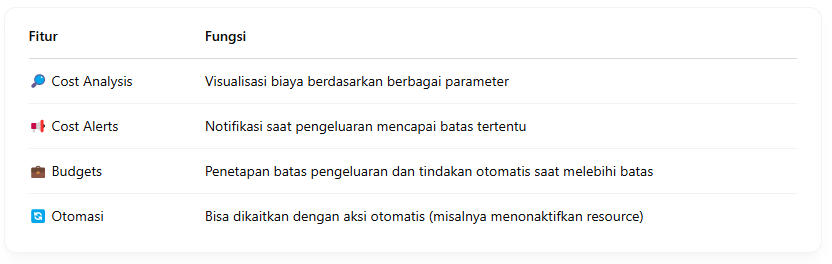 Fitur Fungsi
🔎 Cost Analysis Visualisasi biaya berdasarkan berbagai parameter
📢 Cost Alerts Notifikasi saat pengeluaran mencapai batas tertentu
💼 Budgets Penetapan batas pengeluaran dan tindakan otomatis saat melebihi batas
🔄 Otomasi Bisa dikaitkan dengan aksi otomatis (misalnya menonaktifkan resource)